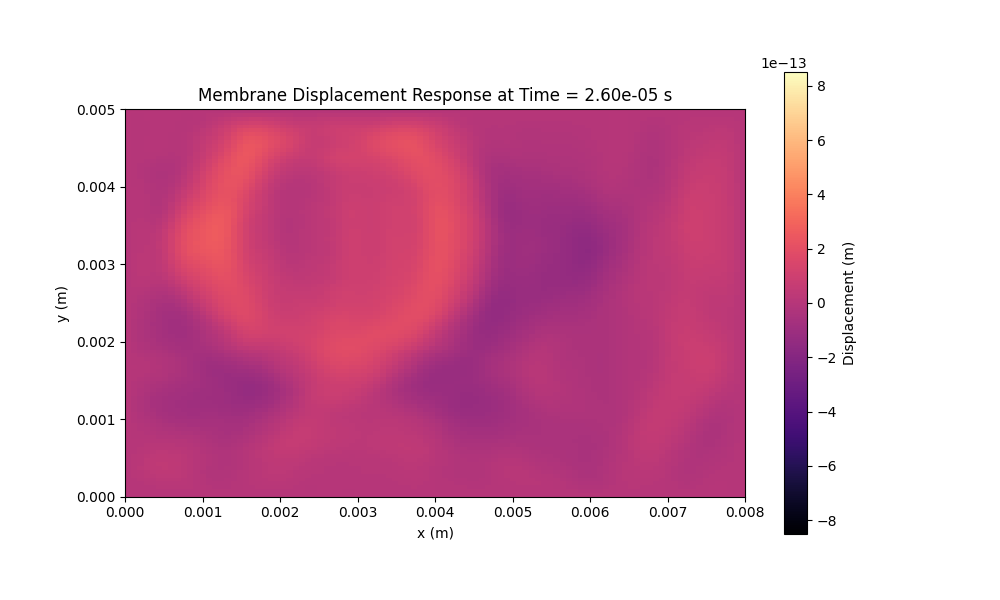 1e−13
Membrane Displacement Response at Time = 2.60e-05 s
0.005
0.004
0.003
0.002
0.001
0.000
y (m)
0.000 0.001 0.002 0.003 0.004 0.005 0.006 0.007 0.008
x (m)
8
6
4
2
0
−2
−4
−6
−8
Displacement (m)